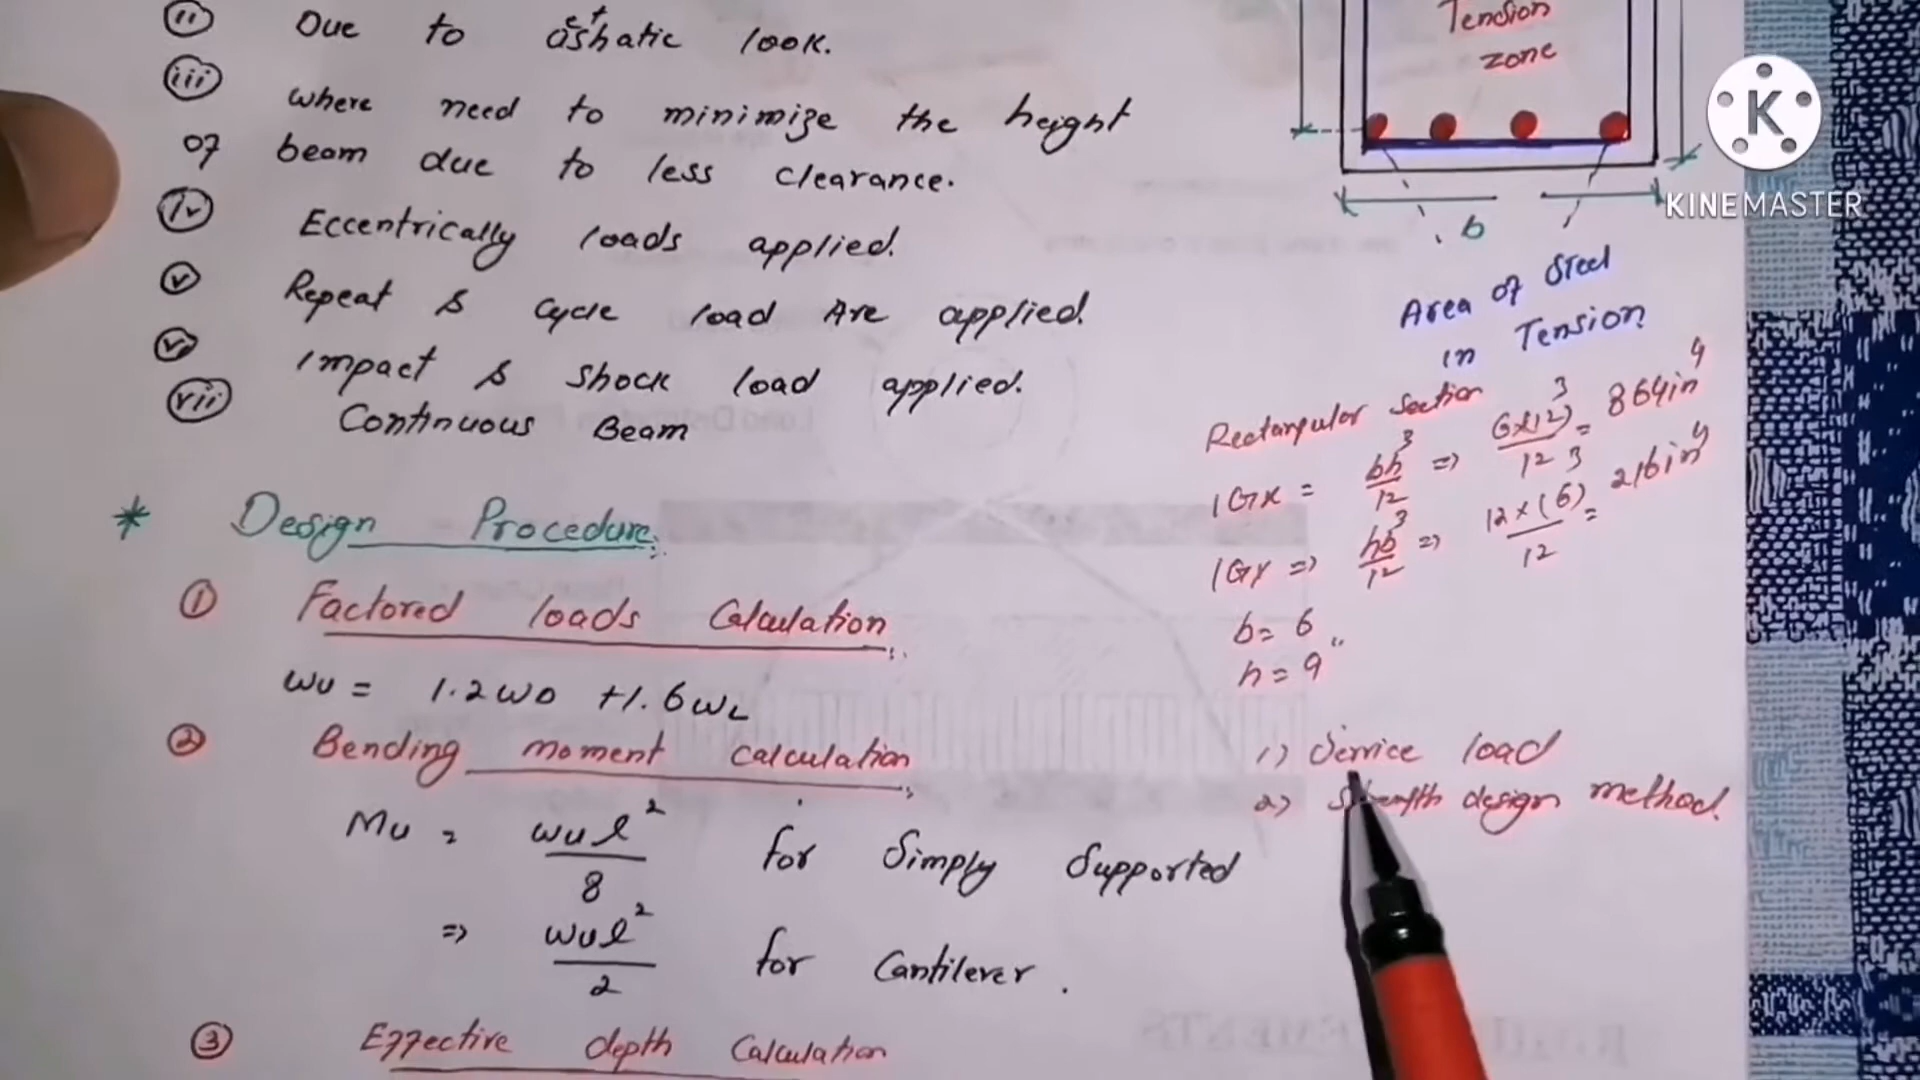 ii Due to asthatic look.
iii where need to minimize the height
of beam due to less clearance.
iv Eccentrically loads applied.
v Repeat & cycle load Are applied.
v Impact & shock load applied.
vii Continuous Beam
* Design Procedure:
① Factored loads Calculation
wu = 1.2wD +1.6wL
② Bending moment calculation
Mu = wul²/8 for Simply Supported
=> wul²/2 for Cantilever.
③ Effective depth Calculation
Tension
zone
b
Area of Steel
in Tension
Rectangular Section
IGx = bh³/12 => 6x(12)³/12 = 864in⁴
IGy => hb³/12 => 12x(6)³/12 = 216in⁴
b = 6
h = 9"
1) Service load
2) Strength design method.
K
KINEMASTER